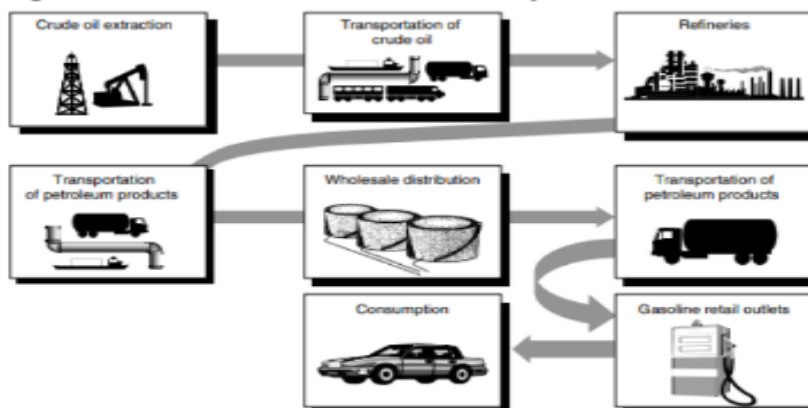 Crude oil extraction
Transportation of
crude oil
Refineries
Transportation
of petroleum products
Wholesale distribution
Transportation of
petroleum products
Consumption
Gasoline retail outlets